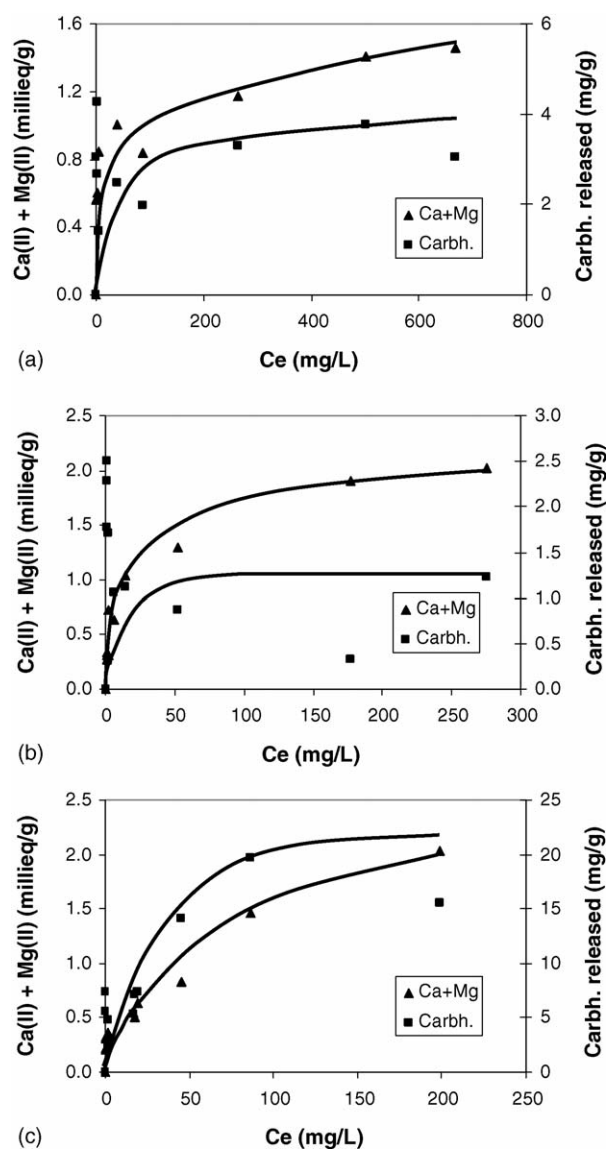 (a)
Ca(II) + Mg(II) (millieq/g)
1.6
1.2
0.8
0.4
0.0
6
4
2
0
Carbh. released (mg/g)
Ca+Mg
Carbh.
0 200 400 600 800
Ce (mg/L)
(b)
Ca(II) + Mg(II) (millieq/g)
2.5
2.0
1.5
1.0
0.5
0.0
3.0
2.5
2.0
1.5
1.0
0.5
0.0
Carbh. released (mg/g)
Ca+Mg
Carbh.
0 50 100 150 200 250 300
Ce (mg/L)
(c)
Ca(II) + Mg(II) (millieq/g)
2.5
2.0
1.5
1.0
0.5
0.0
25
20
15
10
5
0
Carbh. released (mg/g)
Ca+Mg
Carbh.
0 50 100 150 200 250
Ce (mg/L)